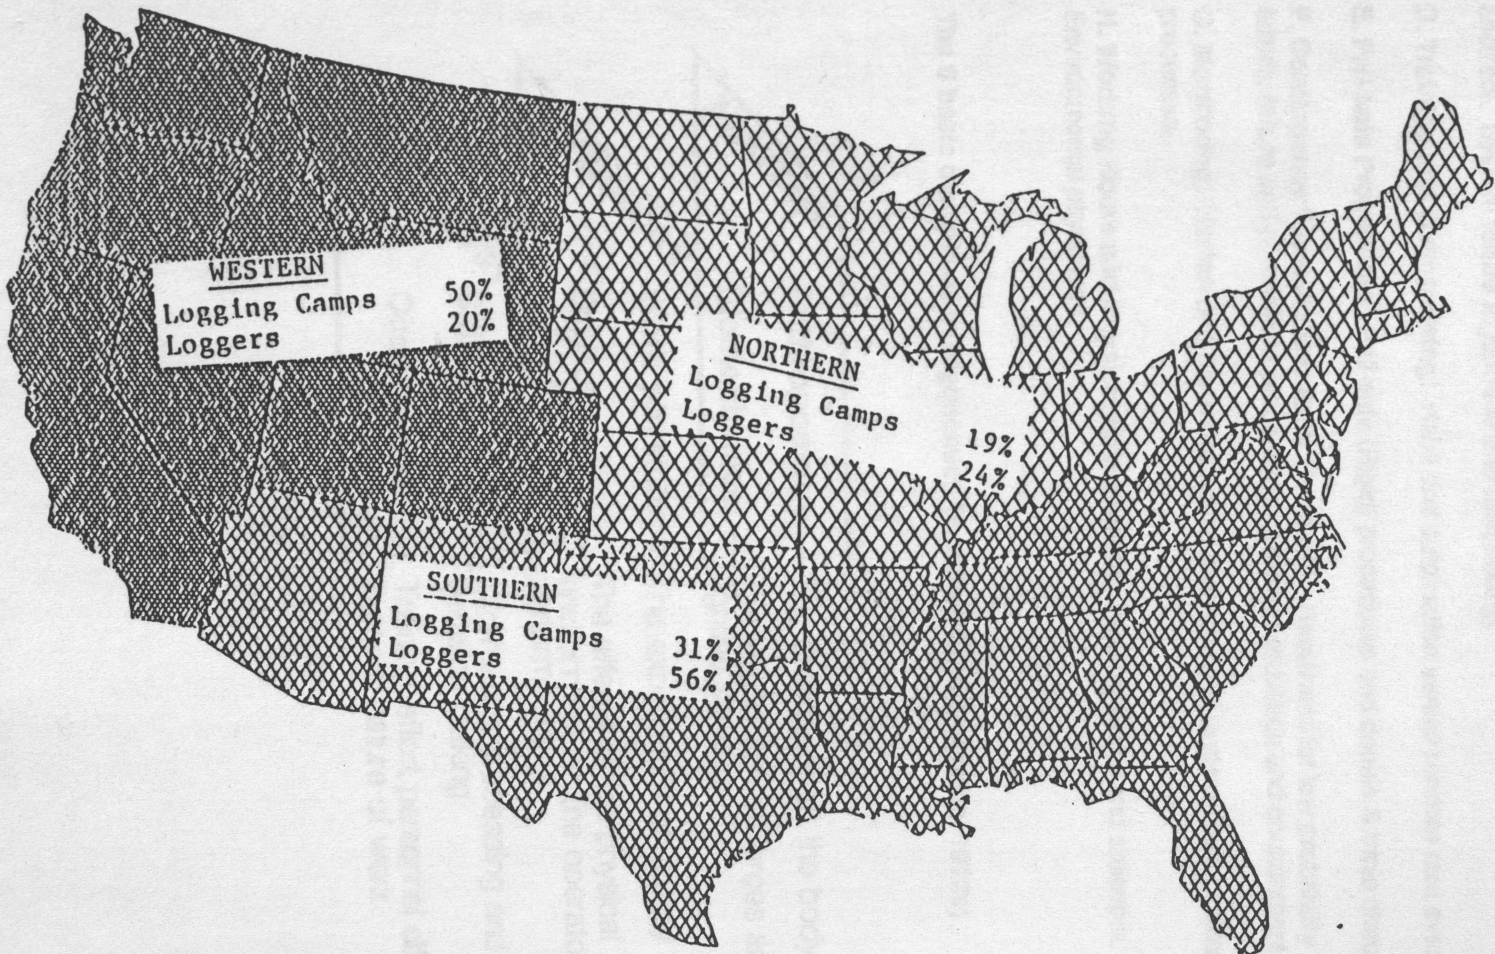 WESTERN
Logging Camps 50%
Loggers 20%
NORTHERN
Logging Camps 19%
Loggers 24%
SOUTHERN
Logging Camps 31%
Loggers 56%